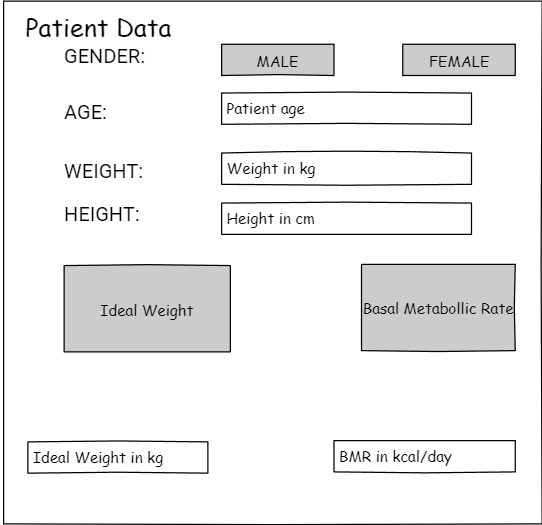 Patient Data
GENDER: MALE FEMALE
AGE: Patient age
WEIGHT: Weight in kg
HEIGHT: Height in cm
Ideal Weight Basal Metabollic Rate
Ideal Weight in kg BMR in kcal/day